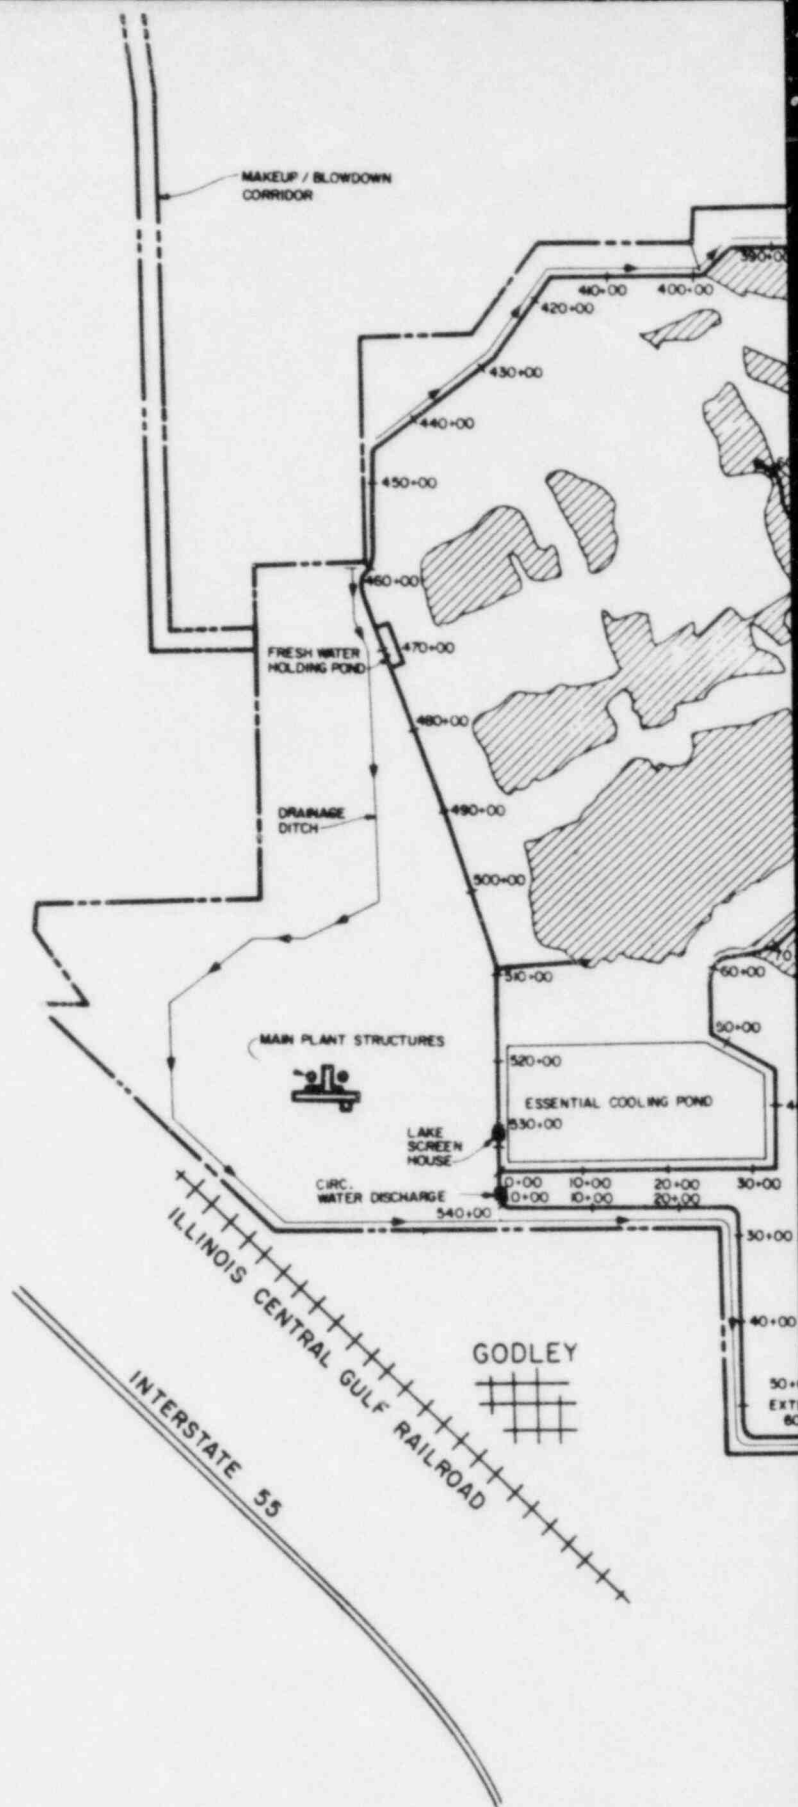 MAKEUP / BLOWDOWN
CORRIDOR
390+00
410+00
400+00
420+00
430+00
440+00
450+00
460+00
FRESH WATER
HOLDING POND
470+00
480+00
DRAINAGE
DITCH
490+00
500+00
510+00
70
60+00
50+00
MAIN PLANT STRUCTURES
520+00
ESSENTIAL COOLING POND
530+00
LAKE
SCREEN
HOUSE
CIRC.
WATER DISCHARGE
0+00
10+00
20+00
30+00
0+00
10+00
20+00
540+00
30+00
ILLINOIS CENTRAL GULF RAILROAD
40+00
GODLEY
INTERSTATE 55